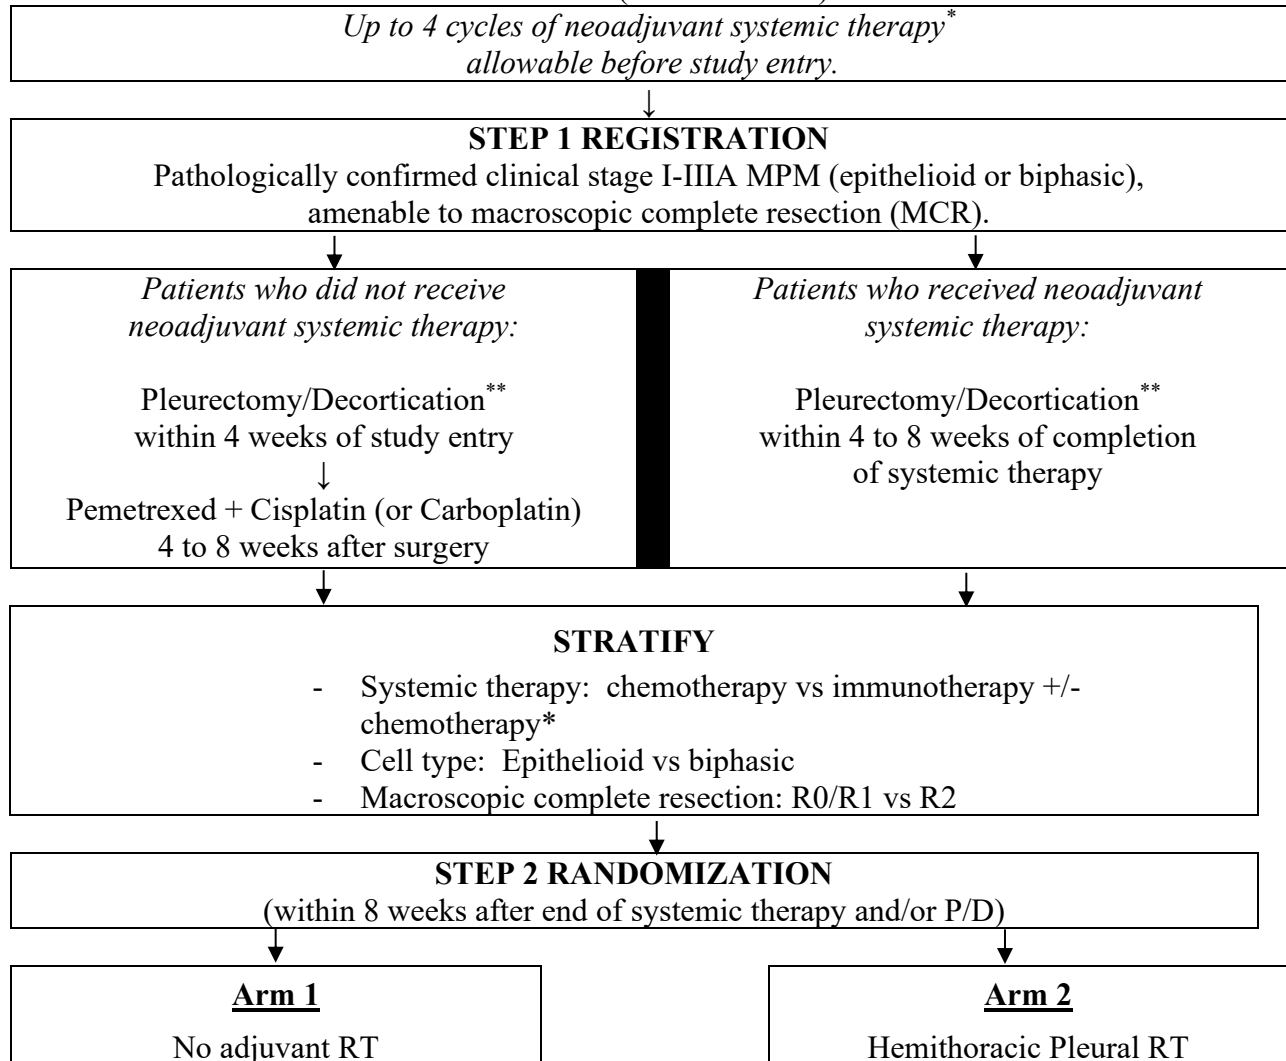 Up to 4 cycles of neoadjuvant systemic therapy*
allowable before study entry.
↓
STEP 1 REGISTRATION
Pathologically confirmed clinical stage I-IIIA MPM (epithelioid or biphasic),
amenable to macroscopic complete resection (MCR).
Patients who did not receive
neoadjuvant systemic therapy:
Pleurectomy/Decortication**
within 4 weeks of study entry
↓
Pemetrexed + Cisplatin (or Carboplatin)
4 to 8 weeks after surgery
Patients who received neoadjuvant
systemic therapy:
Pleurectomy/Decortication**
within 4 to 8 weeks of completion
of systemic therapy
STRATIFY
- Systemic therapy: chemotherapy vs immunotherapy +/-
chemotherapy*
- Cell type: Epithelioid vs biphasic
- Macroscopic complete resection: R0/R1 vs R2
STEP 2 RANDOMIZATION
(within 8 weeks after end of systemic therapy and/or P/D)
Arm 1
No adjuvant RT
Arm 2
Hemithoracic Pleural RT